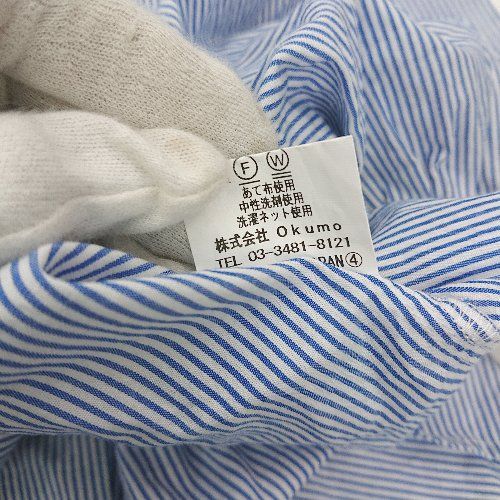 F W
あて布使用
中性洗剤使用
洗濯ネット使用
株式会社 Okumo
TEL 03-3481-8121
④